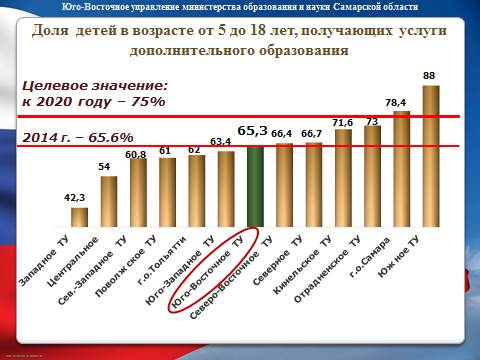 Юго-Восточное управление министерства образования и науки Самарской области
Доля детей в возрасте от 5 до 18 лет, получающих услуги
дополнительного образования
Целевое значение:
к 2020 году – 75%
2014 г. – 65.6%
42,3
54
60,8
61
62
63,4
65,3
66,4
66,7
71,6
73
78,4
88
Западное ТУ
Центральное
Сев.-Западное ТУ
Поволжское ТУ
г.о.Тольятти
Юго-Западное ТУ
Юго-Восточное ТУ
Северо-Восточное ТУ
Северное ТУ
Кинельское ТУ
Отрадненское ТУ
г.о.Самара
Южное ТУ